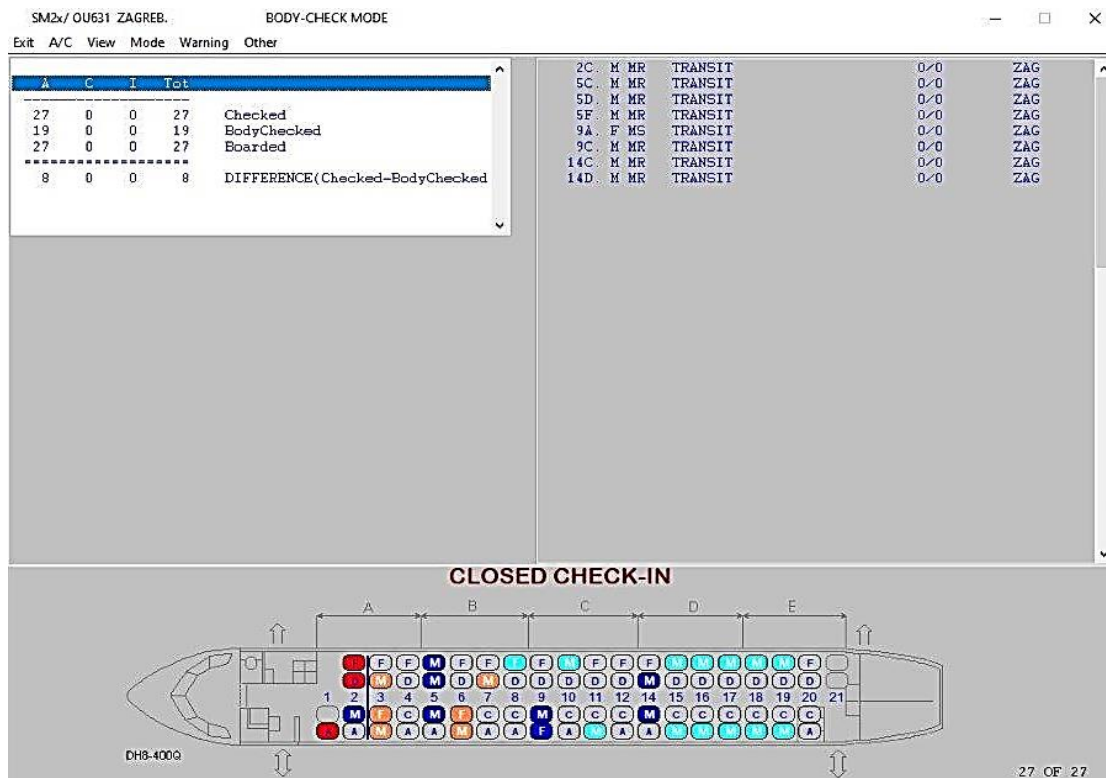 SM2x/ OU631 ZAGREB. BODY-CHECK MODE
Exit A/C View Mode Warning Other
A C I Tot
27 0 0 27 Checked
19 0 0 19 BodyChecked
27 0 0 27 Boarded
8 0 0 8 DIFFERENCE(Checked-BodyChecked
2C. M MR TRANSIT 0/0 ZAG
5C. M MR TRANSIT 0/0 ZAG
5D. M MR TRANSIT 0/0 ZAG
5F. M MR TRANSIT 0/0 ZAG
9A. F MS TRANSIT 0/0 ZAG
9C. M MR TRANSIT 0/0 ZAG
14C. M MR TRANSIT 0/0 ZAG
14D. M MR TRANSIT 0/0 ZAG
CLOSED CHECK-IN
A B C D E
F F M F F F F M F F F F M M M M M F
D M D M D M D D D D D M D D D D D D
1 2 3 4 5 6 7 8 9 10 11 12 14 15 16 17 18 19 20 21
M F C M F C C M C C C M C C C C C C
A A M A A M A A F A M A A M M M M M A
DH8-400Q
27 OF 27